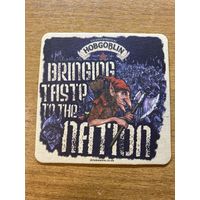 HOBGOBLIN
BRINGING
TASTE
TO THE
NATION